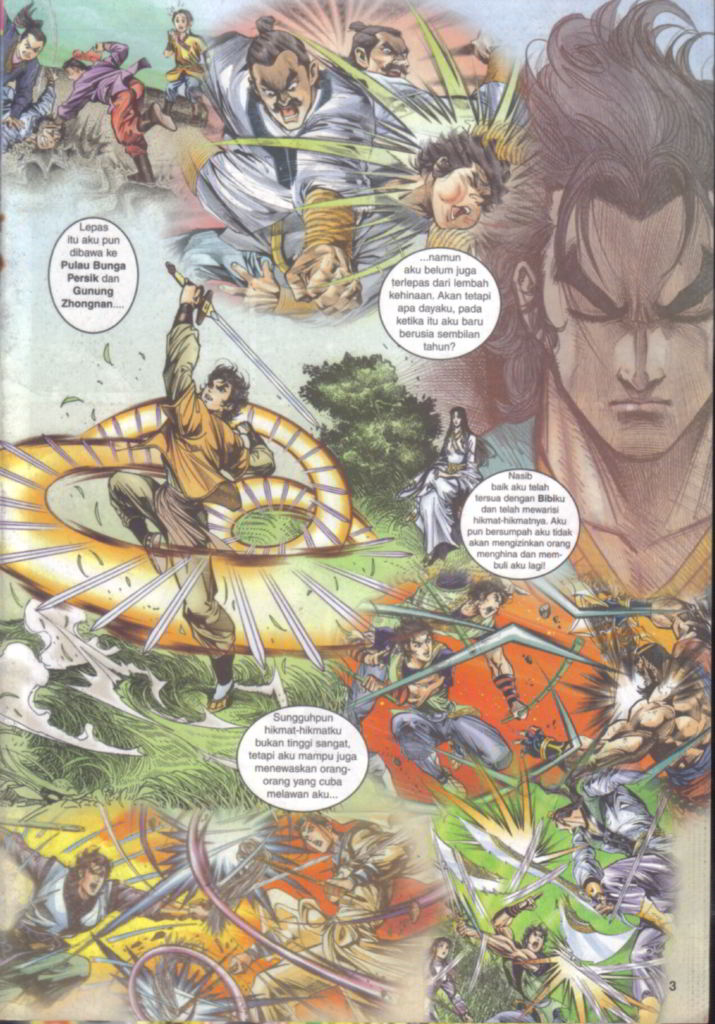 Lepas
itu aku pun
dibawa ke
Pulau Bunga
Persik dan
Gunung
Zhongnan....
...namun
aku belum juga
terlepas dari lembah
kehinaan. Akan tetapi
apa dayaku, pada
ketika itu aku baru
berusia sembilan
tahun?
Nasib
baik aku telah
tersua dengan Bibiku
dan telah mewarisi
hikmat-hikmatnya. Aku
pun bersumpah aku tidak
akan mengizinkan orang
menghina dan mem-
buli aku lagi!
Sungguhpun
hikmat-hikmatku
bukan tinggi sangat,
tetapi aku mampu juga
menewaskan orang-
orang yang cuba
melawan aku...
3